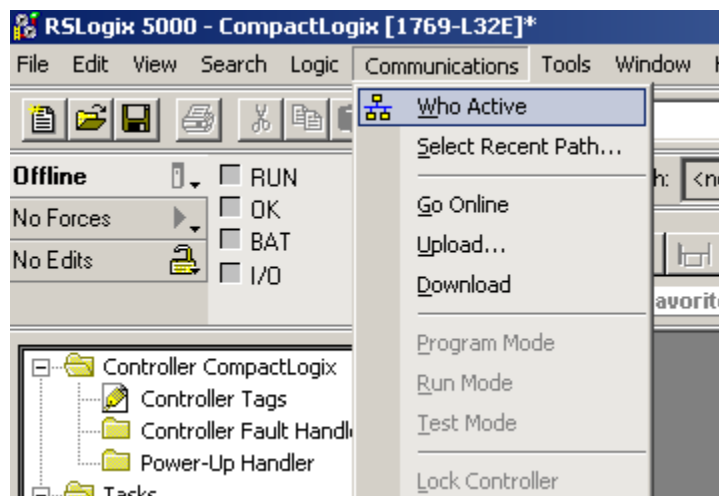 RSLogix 5000 - CompactLogix [1769-L32E]*
File Edit View Search Logic Communications Tools Window
Who Active
Select Recent Path...
Go Online
Upload...
Download
Program Mode
Run Mode
Test Mode
Lock Controller
Offline
RUN
No Forces
OK
No Edits
BAT
I/O
h: <n
avorit
Controller CompactLogix
Controller Tags
Controller Fault Handl
Power-Up Handler
Tasks